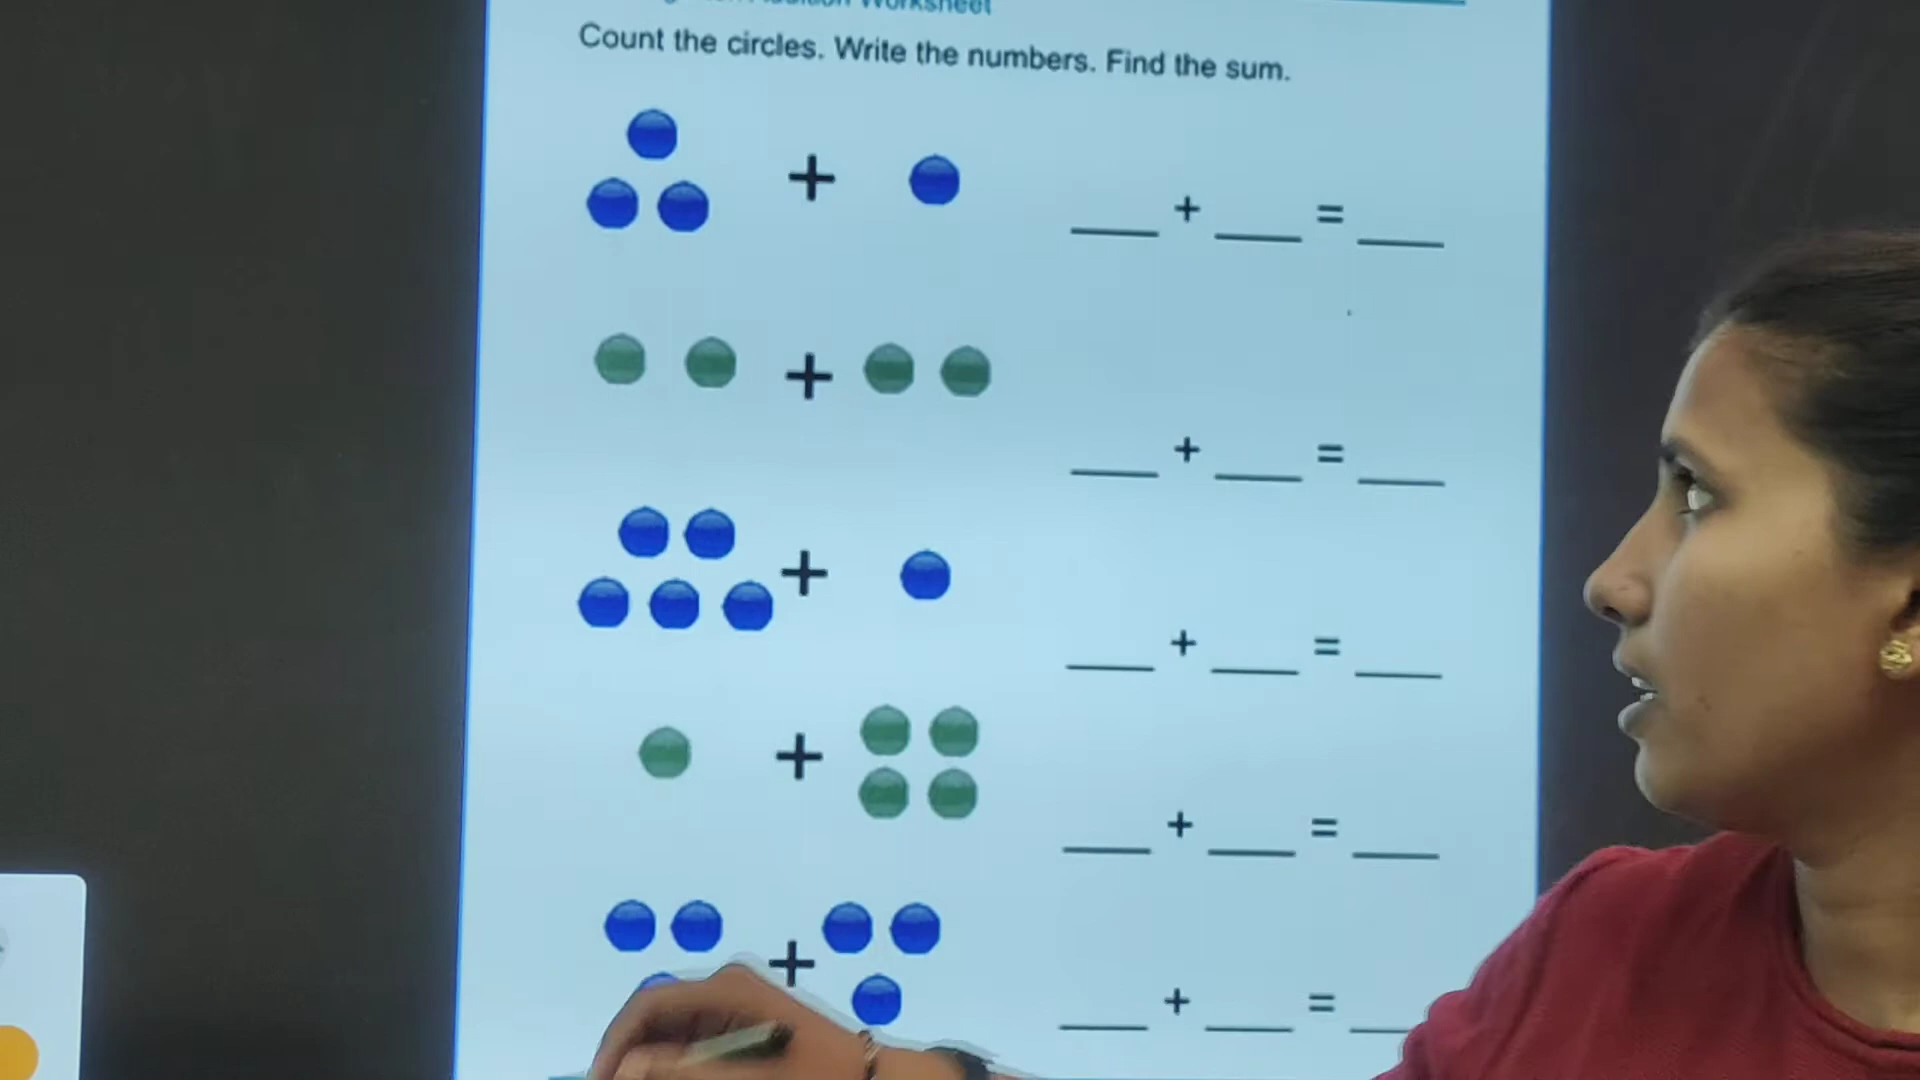 Worksheet
Count the circles. Write the numbers. Find the sum.
+ ___ + ___ = ___
+
___ + ___ = ___
+
___ + ___ = ___
+
___ + ___ = ___
+
___ + ___ = ___